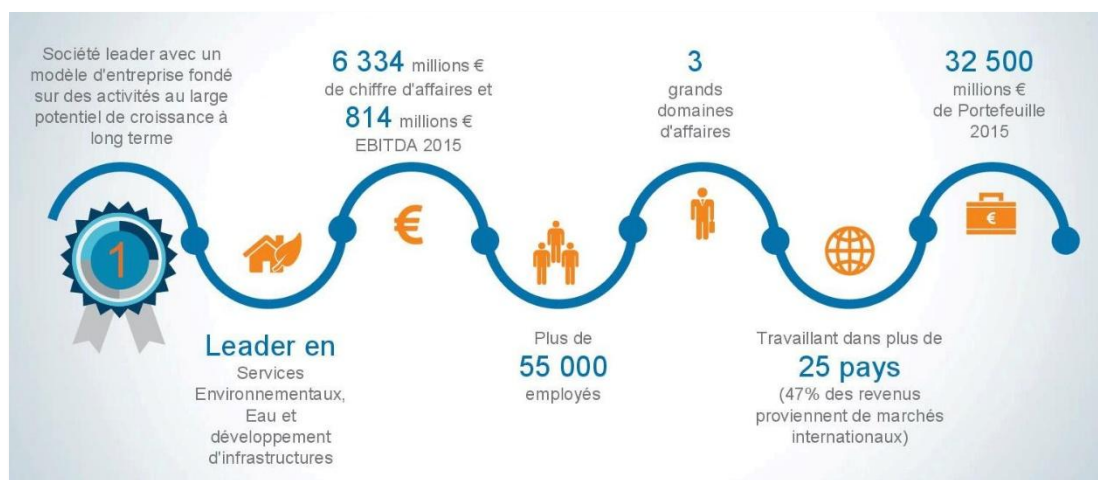 Société leader avec un
modèle d'entreprise fondé
sur des activités au large
potentiel de croissance à
long terme
1
Leader en
Services
Environnementaux,
Eau et
développement
d'infrastructures
6 334 millions €
de chiffre d'affaires et
814 millions €
EBITDA 2015
€
Plus de
55 000
employés
3
grands
domaines
d'affaires
Travaillant dans plus de
25 pays
(47% des revenus
proviennent de marchés
internationaux)
32 500
millions €
de Portefeuille
2015
€